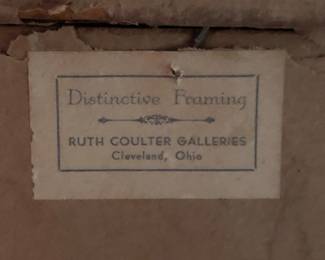 Distinctive Framing
RUTH COULTER GALLERIES
Cleveland, Ohio